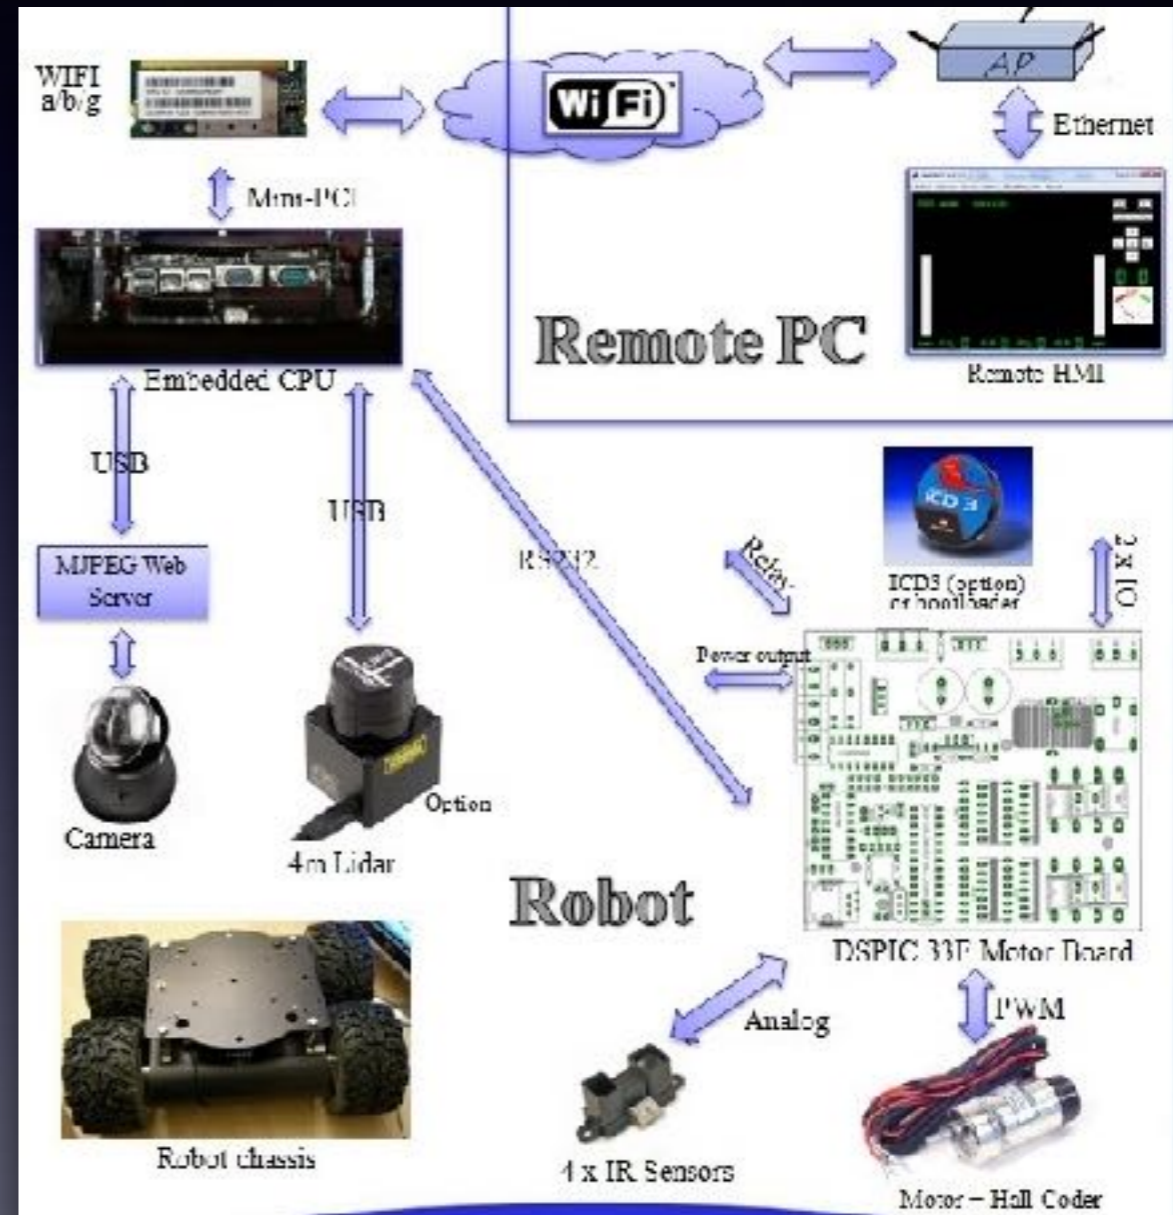 WIFI
a/b/g
WiFi
AP
Ethernet
Mini-PCI
Remote PC
Remote HMI
Embedded CPU
USB
USB
RS232
MJPEG Web
Server
ICD 3
ICD3 (option)
or bootloader
Relay
2 x IO
Power output
Camera
Option
4m Lidar
Robot
DSPIC 33F Motor Board
Analog
PWM
Robot chassis
4 x IR Sensors
Motor – Hall Coder